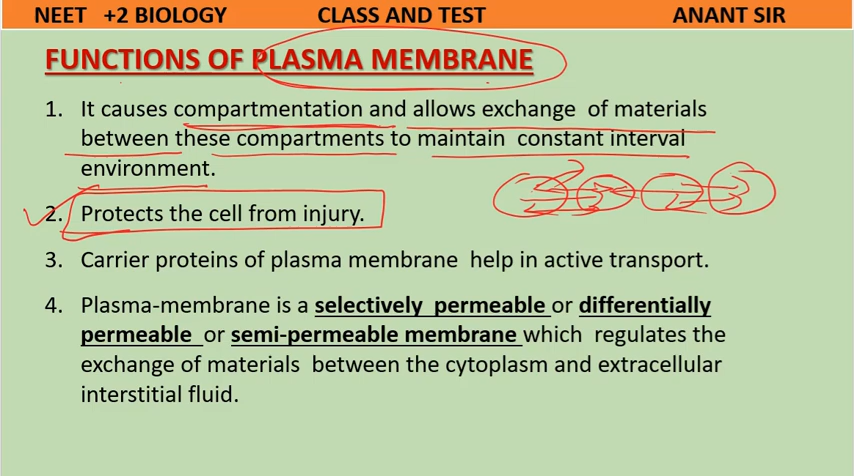 NEET +2 BIOLOGY CLASS AND TEST ANANT SIR
FUNCTIONS OF PLASMA MEMBRANE
1. It causes compartmentation and allows exchange of materials
between these compartments to maintain constant interval
environment.
2. Protects the cell from injury.
3. Carrier proteins of plasma membrane help in active transport.
4. Plasma-membrane is a selectively permeable or differentially
permeable or semi-permeable membrane which regulates the
exchange of materials between the cytoplasm and extracellular
interstitial fluid.